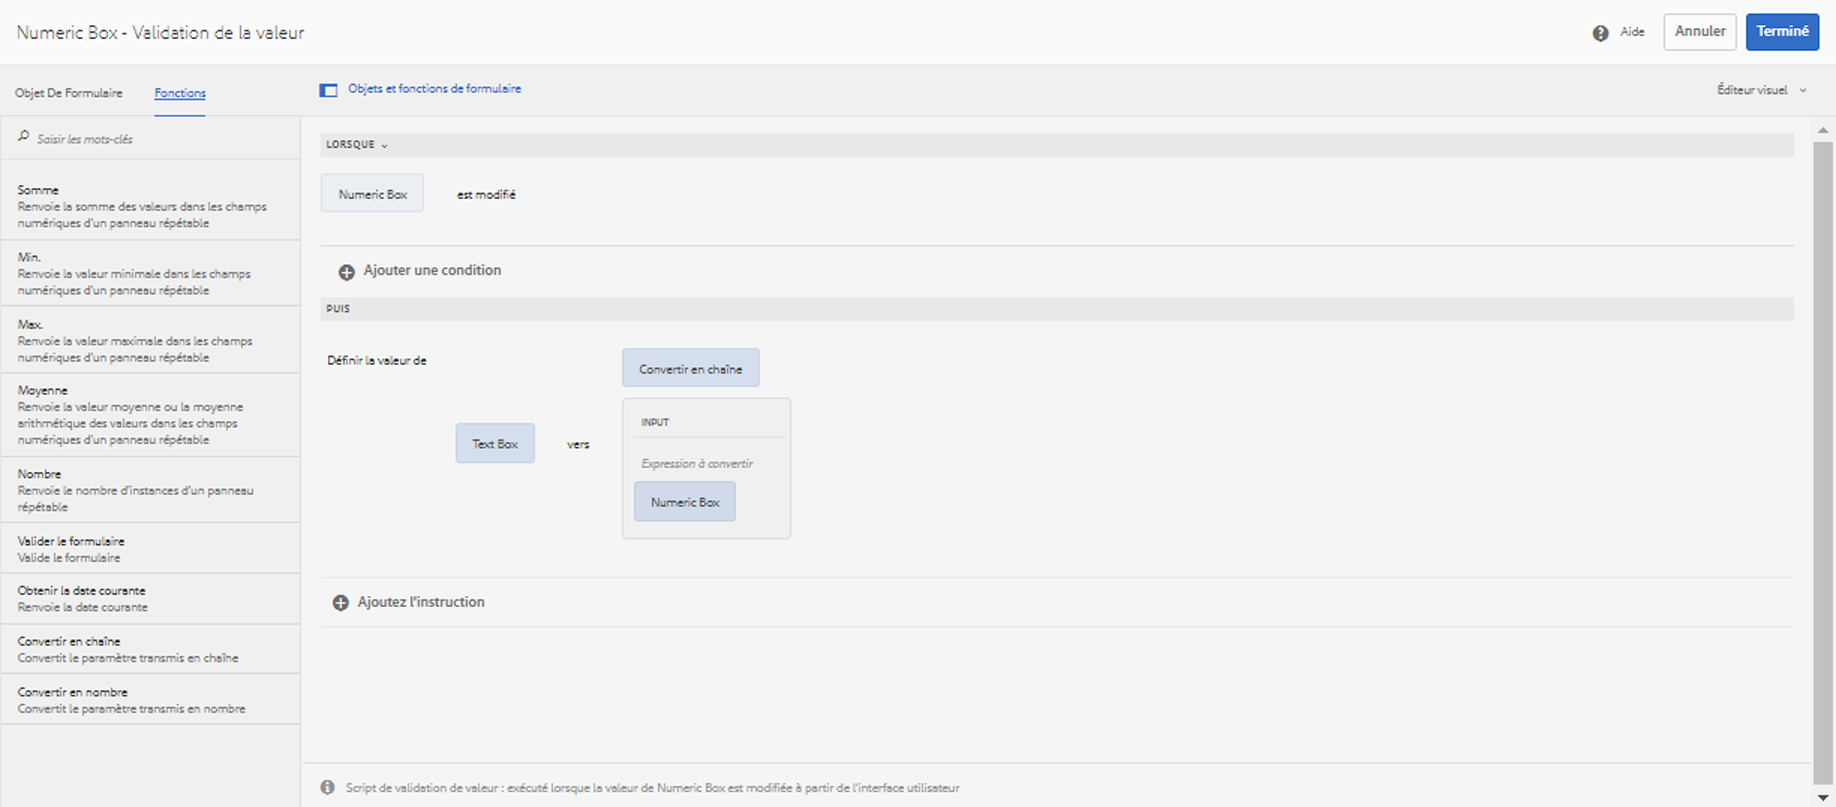 Numeric Box - Validation de la valeur
Aide
Annuler
Terminé
Objet De Formulaire
Fonctions
Objets et fonctions de formulaire
Éditeur visuel
Saisir les mots-clés
Somme
Renvoie la somme des valeurs dans les champs
numériques d'un panneau répétable
Min.
Renvoie la valeur minimale dans les champs
numériques d'un panneau répétable
Max.
Renvoie la valeur maximale dans les champs
numériques d'un panneau répétable
Moyenne
Renvoie la valeur moyenne ou la moyenne
arithmétique des valeurs dans les champs
numériques d'un panneau répétable
Nombre
Renvoie le nombre d'instances d'un panneau
répétable
Valider le formulaire
Valide le formulaire
Obtenir la date courante
Renvoie la date courante
Convertir en chaîne
Convertit le paramètre transmis en chaîne
Convertir en nombre
Convertit le paramètre transmis en nombre
LORSQUE
Numeric Box est modifié
Ajouter une condition
PUIS
Définir la valeur de
Convertir en chaîne
INPUT
Text Box vers
Expression à convertir
Numeric Box
Ajoutez l'instruction
Script de validation de valeur : exécuté lorsque la valeur de Numeric Box est modifiée à partir de l'interface utilisateur